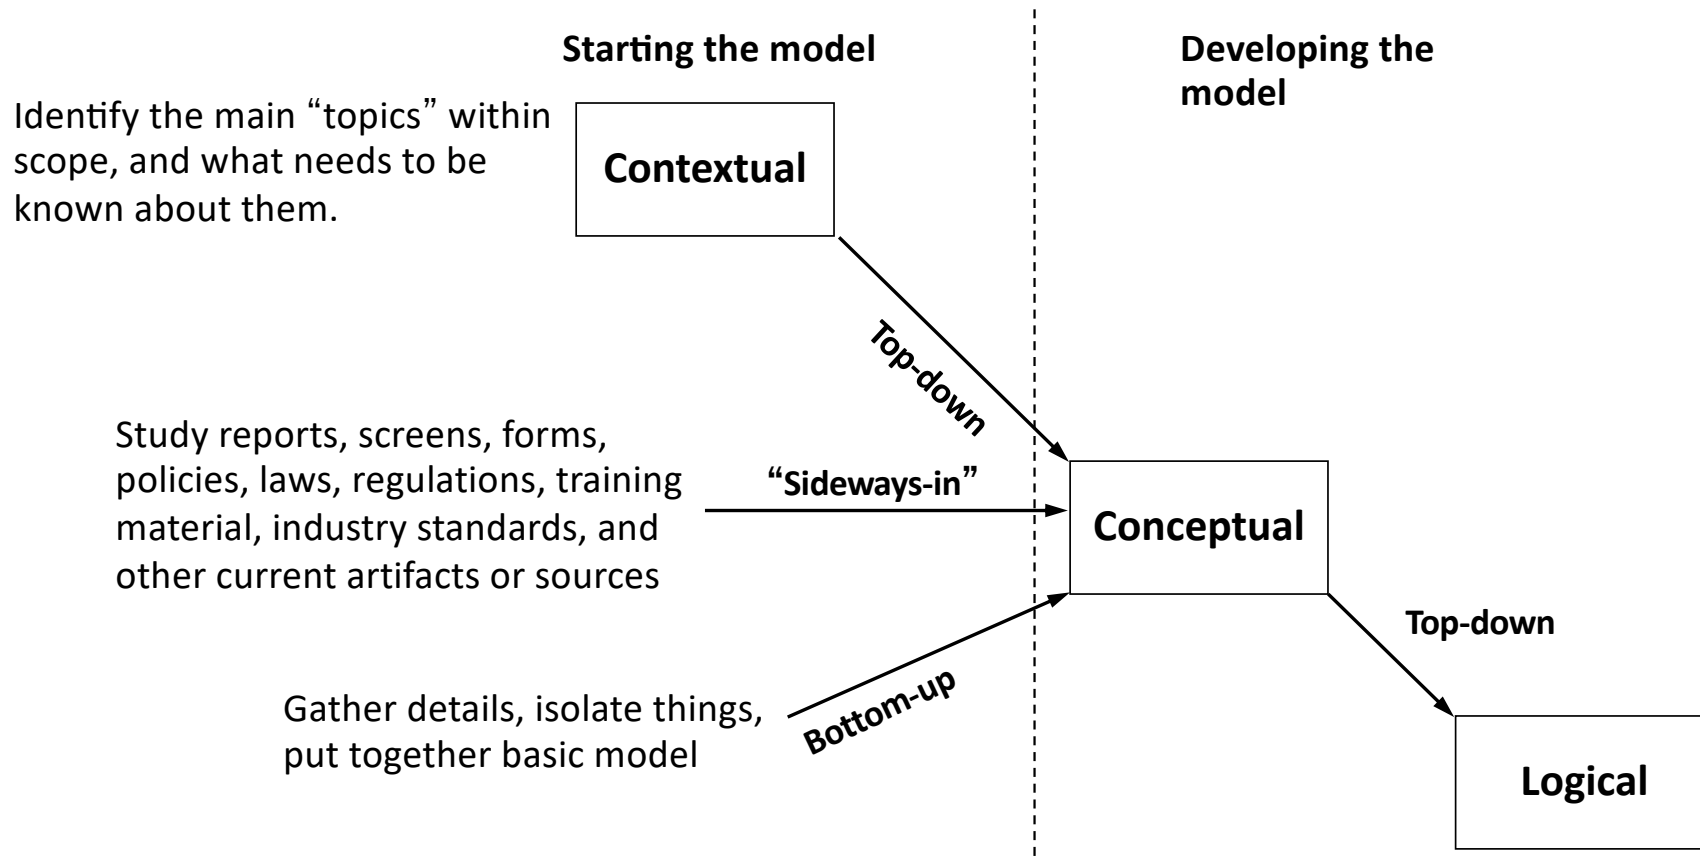 Starting the model
Developing the
model
Identify the main “topics” within
scope, and what needs to be
known about them.
Contextual
Top-down
Study reports, screens, forms,
policies, laws, regulations, training
material, industry standards, and
other current artifacts or sources
“Sideways-in”
Conceptual
Top-down
Gather details, isolate things,
put together basic model
Bottom-up
Logical